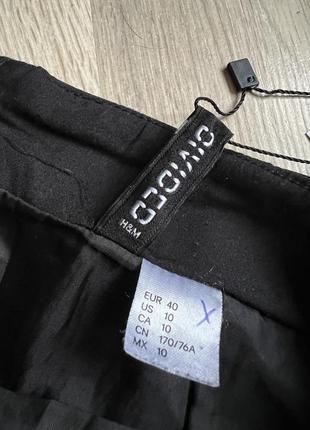 DIVIDED
H&M
EUR 40
US 10
CA 10
CN 170/76A
MX 10
X